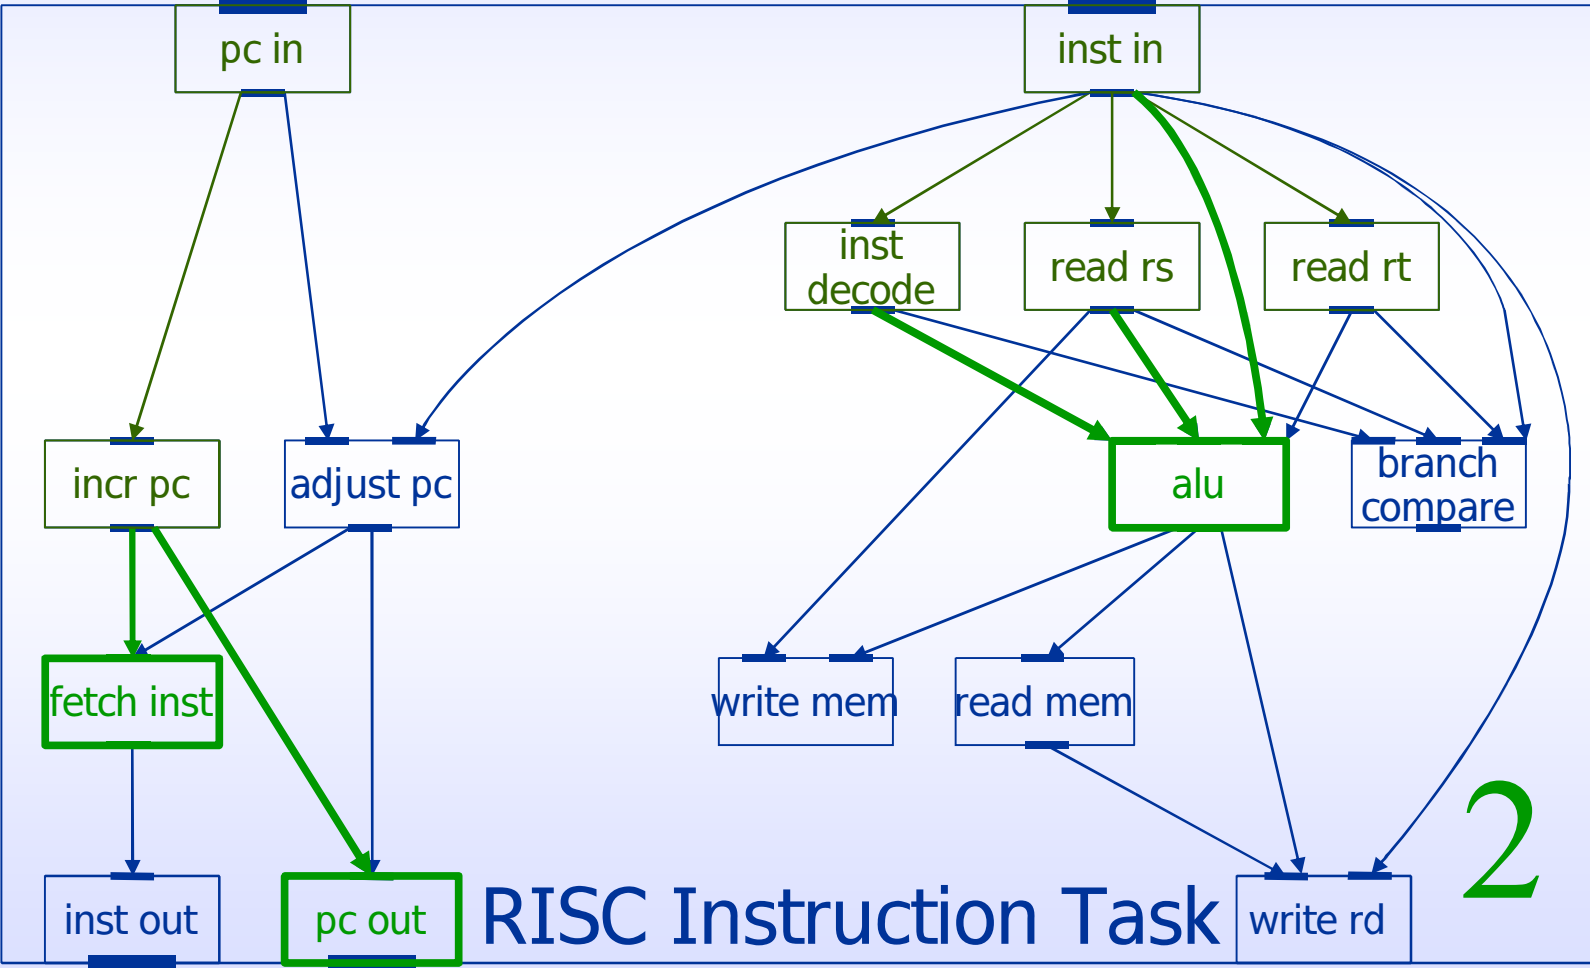 pc in
inst in
inst
decode
read rs
read rt
incr pc
adjust pc
alu
branch
compare
fetch inst
write mem
read mem
2
inst out
pc out
RISC Instruction Task
write rd